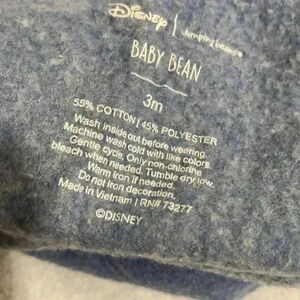 Disney | Jumping beans
BABY BEAN
3m
55% COTTON | 45% POLYESTER
Wash inside out before wearing.
Machine wash cold with like colors.
Gentle cycle. Only non-chlorine
bleach when needed. Tumble dry low.
Warm iron if needed.
Do not iron decoration.
Made in Vietnam | RN# 73277
©DISNEY